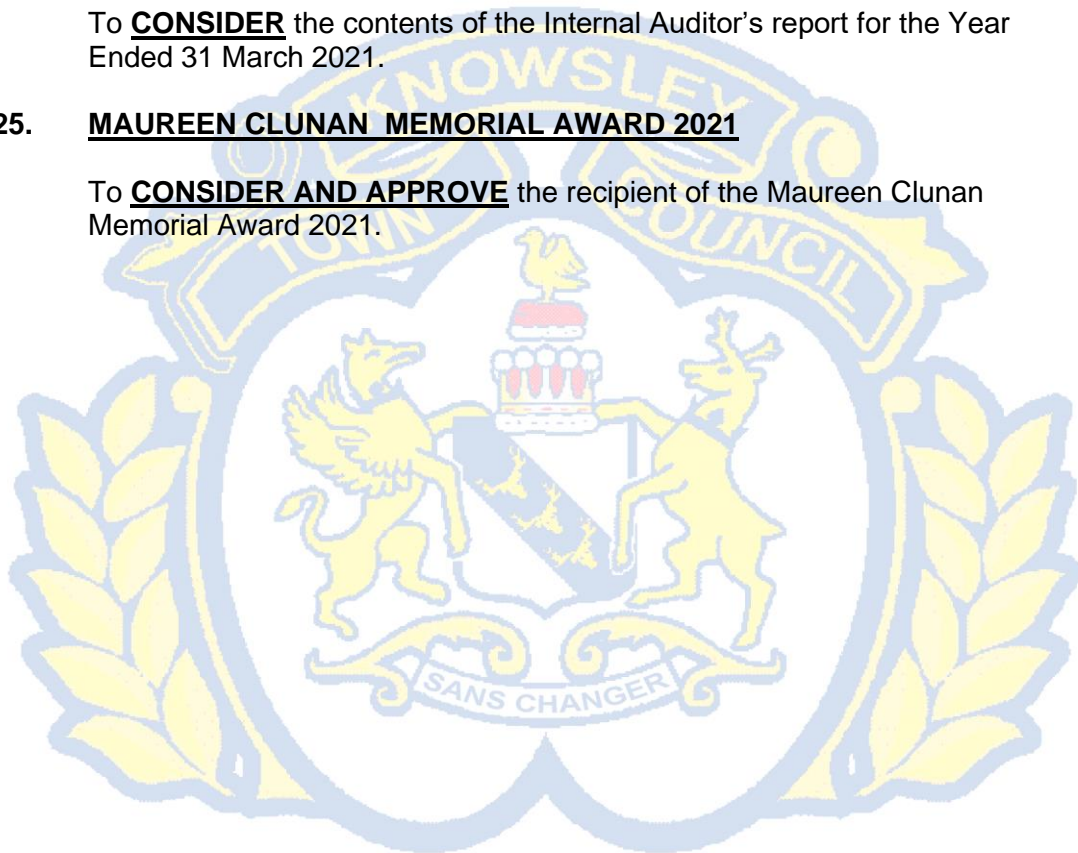 To CONSIDER the contents of the Internal Auditor’s report for the Year
Ended 31 March 2021.
25. MAUREEN CLUNAN  MEMORIAL AWARD 2021
To CONSIDER AND APPROVE the recipient of the Maureen Clunan
Memorial Award 2021.
KNOWSLEY
TOWN COUNCIL
SANS CHANGER